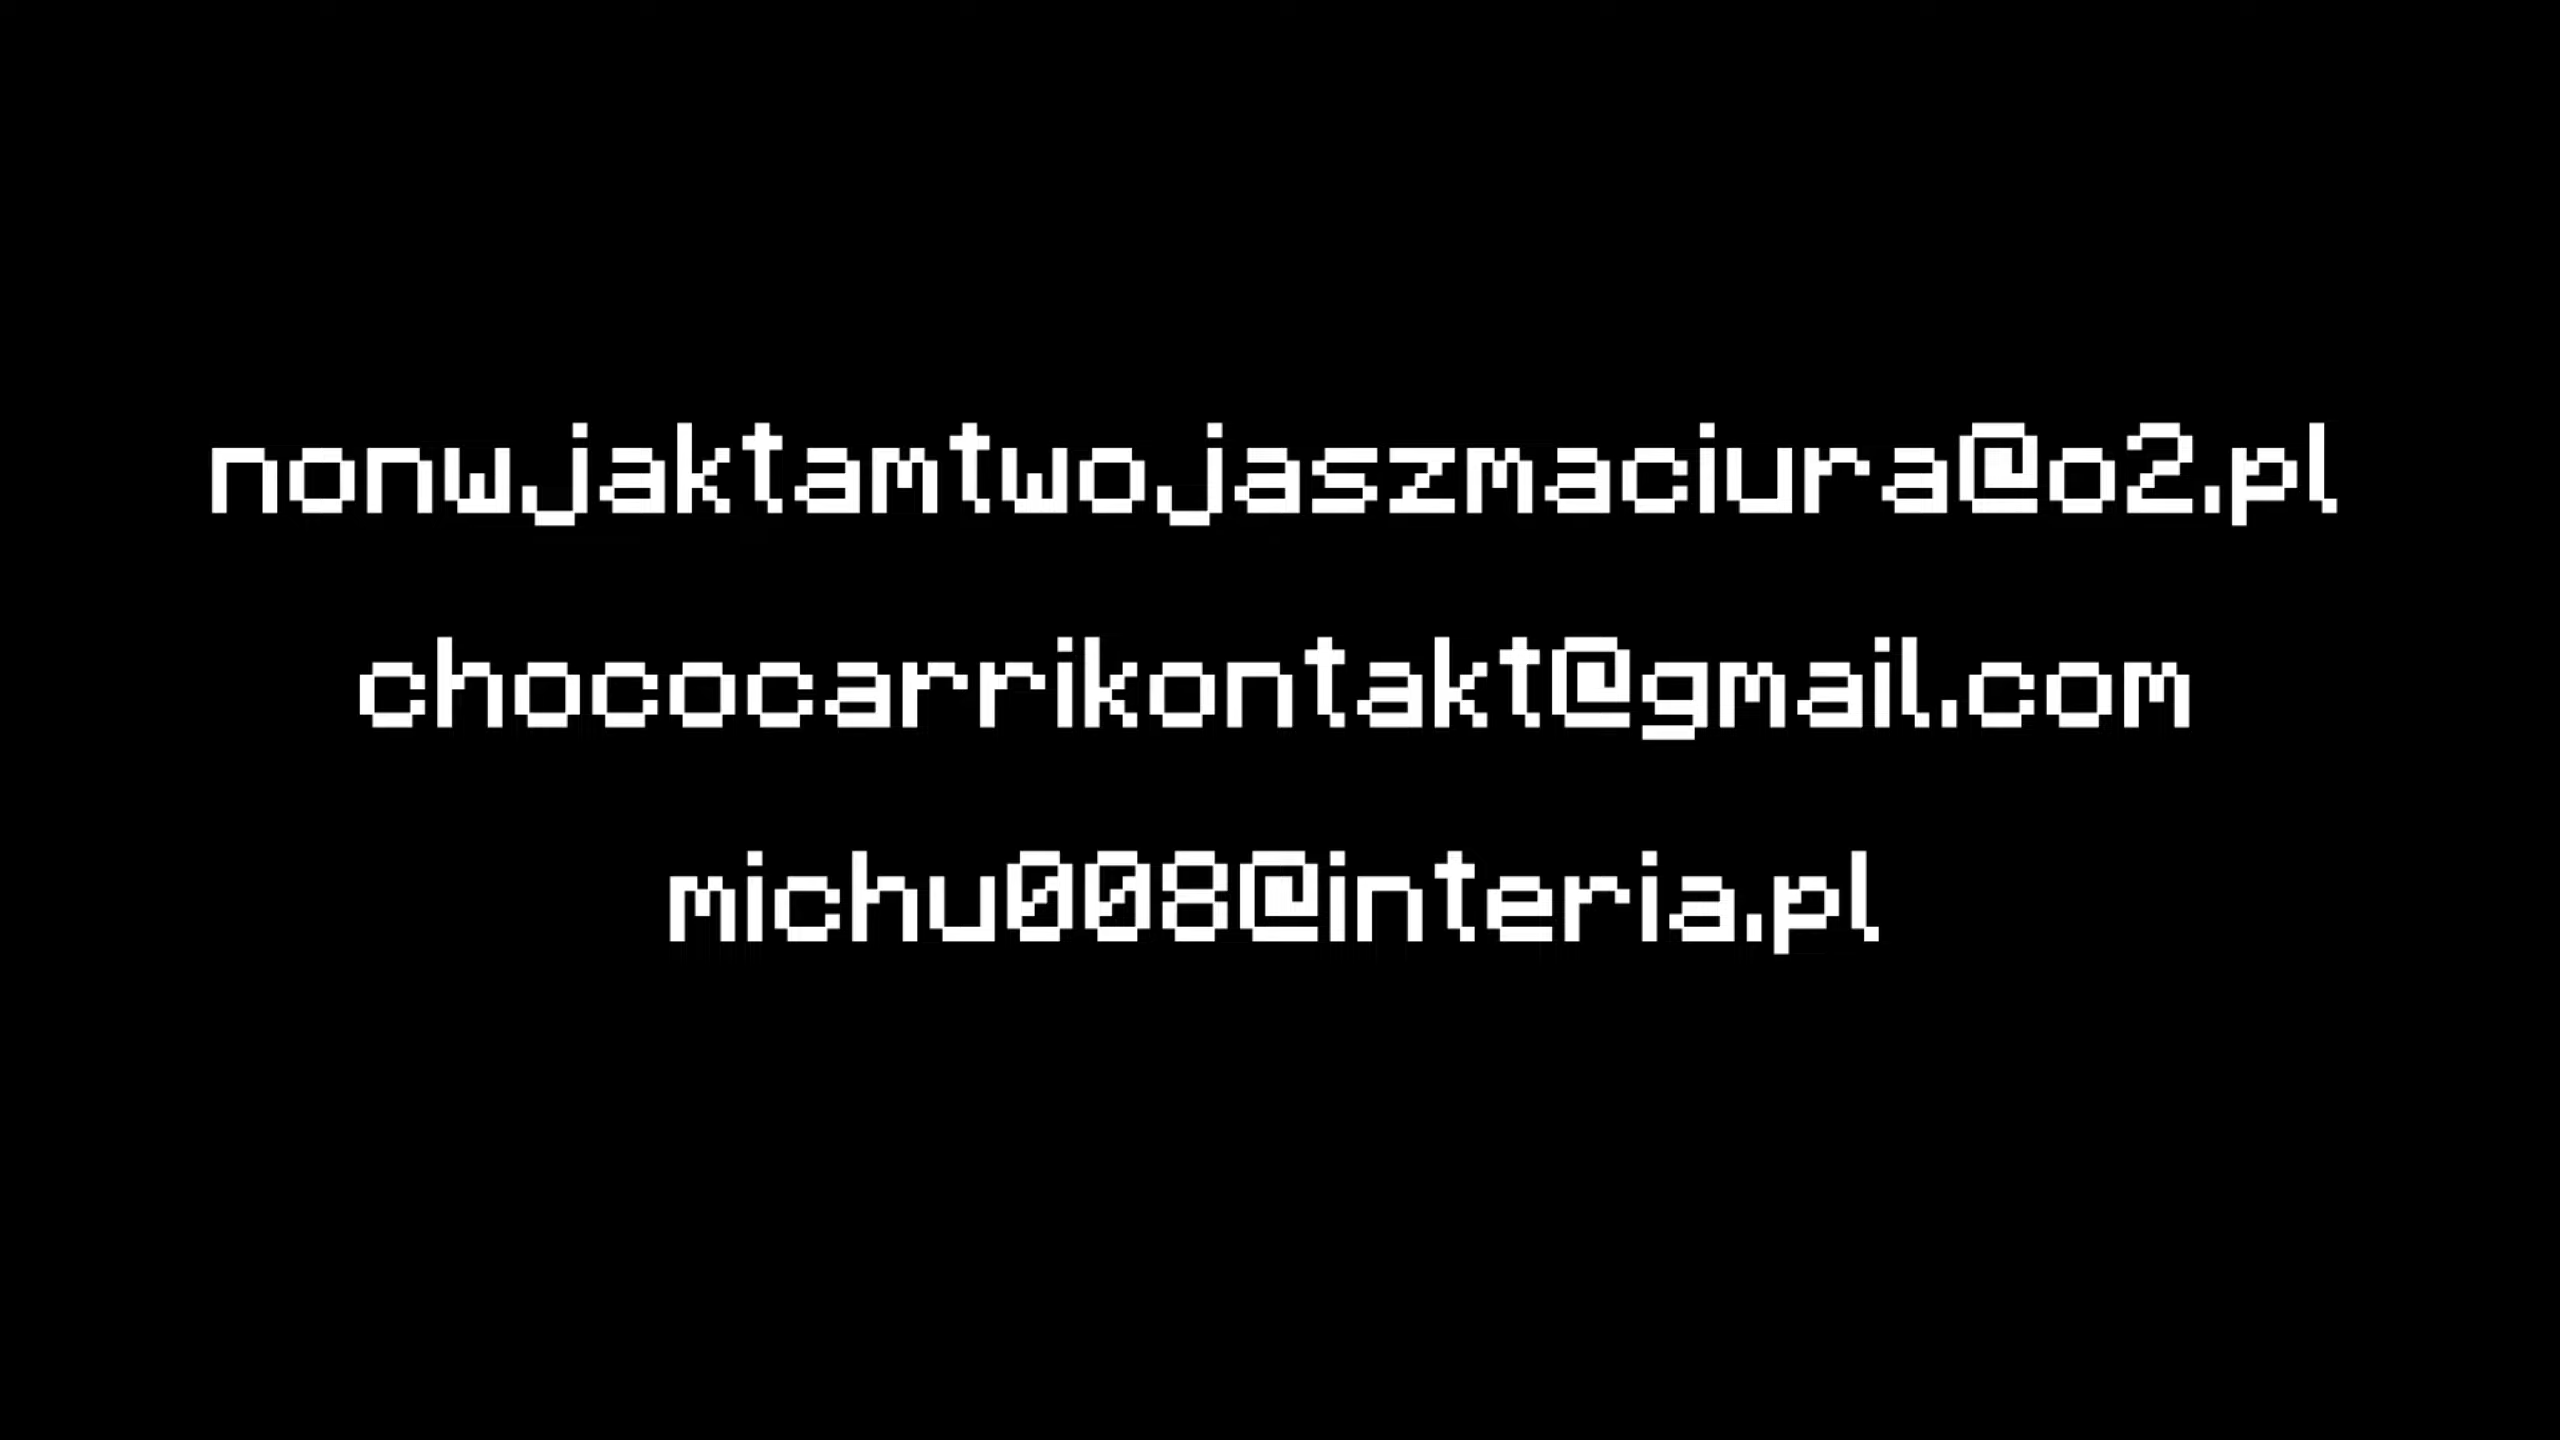 nonwjaktamtwojaszmaciura@o2.pl
chococarrikontakt@gmail.com
michu008@interia.pl